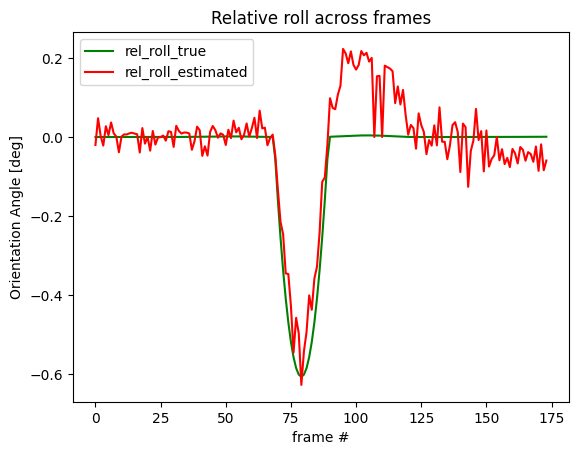 Relative roll across frames
rel_roll_true
rel_roll_estimated
Orientation Angle [deg]
0.2
0.0
−0.2
−0.4
−0.6
0 25 50 75 100 125 150 175
frame #